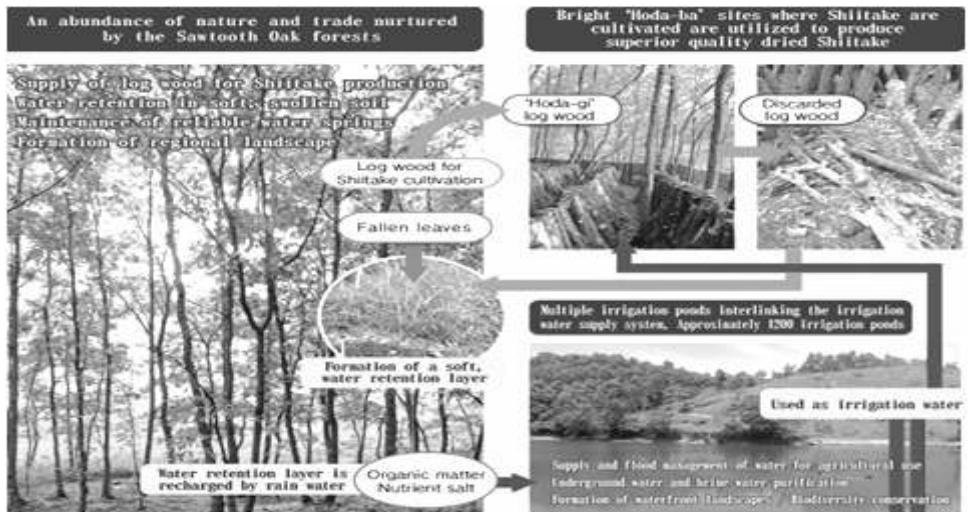 An abundance of nature and trade nurtured
by the Sawtooth Oak forests
Supply of log wood for Shiitake production
Water retention in soft, swollen soil
Maintenance of reliable water springs
Formation of regional landscape
Log wood for
Shiitake cultivation
Fallen leaves
Formation of a soft,
water retention layer
Water retention layer is
recharged by rain water
Organic matter
Nutrient salt
Bright "Hoda-ba" sites where Shiitake are
cultivated are utilized to produce
superior quality dried Shiitake
"Hoda-gi"
log wood
Discarded
log wood
Multiple irrigation ponds interlinking the irrigation
water supply system, Approximately 1200 irrigation ponds
Used as irrigation water
Supply and flood management of water for agricultural use
Underground water and brine water purification
Formation of waterfront landscapes Biodiversity conservation